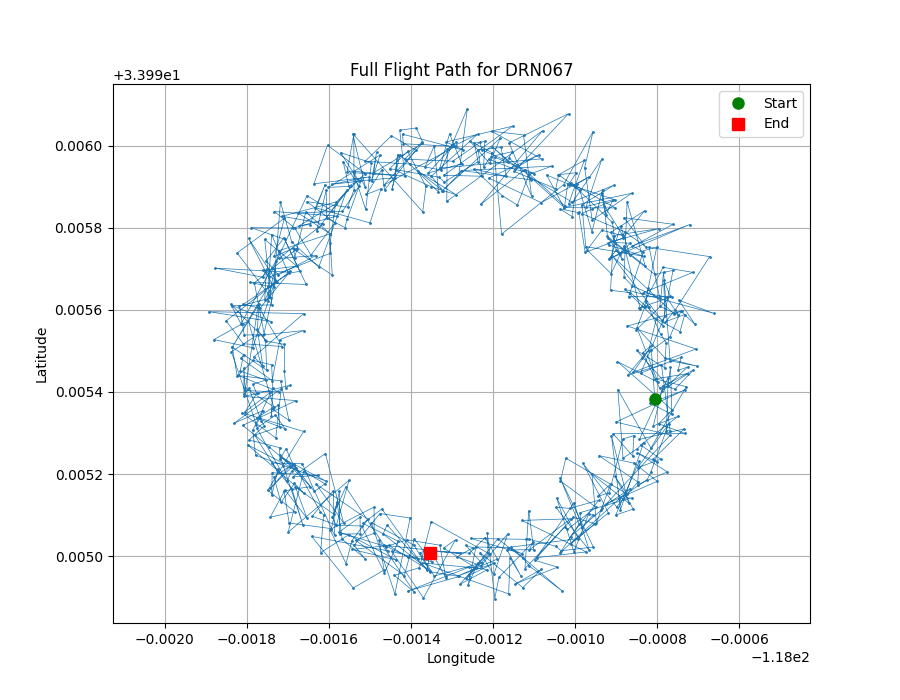 Full Flight Path for DRN067
+3.399e1
Start
End
0.0060
0.0058
0.0056
0.0054
0.0052
0.0050
Latitude
−0.0020 −0.0018 −0.0016 −0.0014 −0.0012 −0.0010 −0.0008 −0.0006
Longitude
−1.18e2